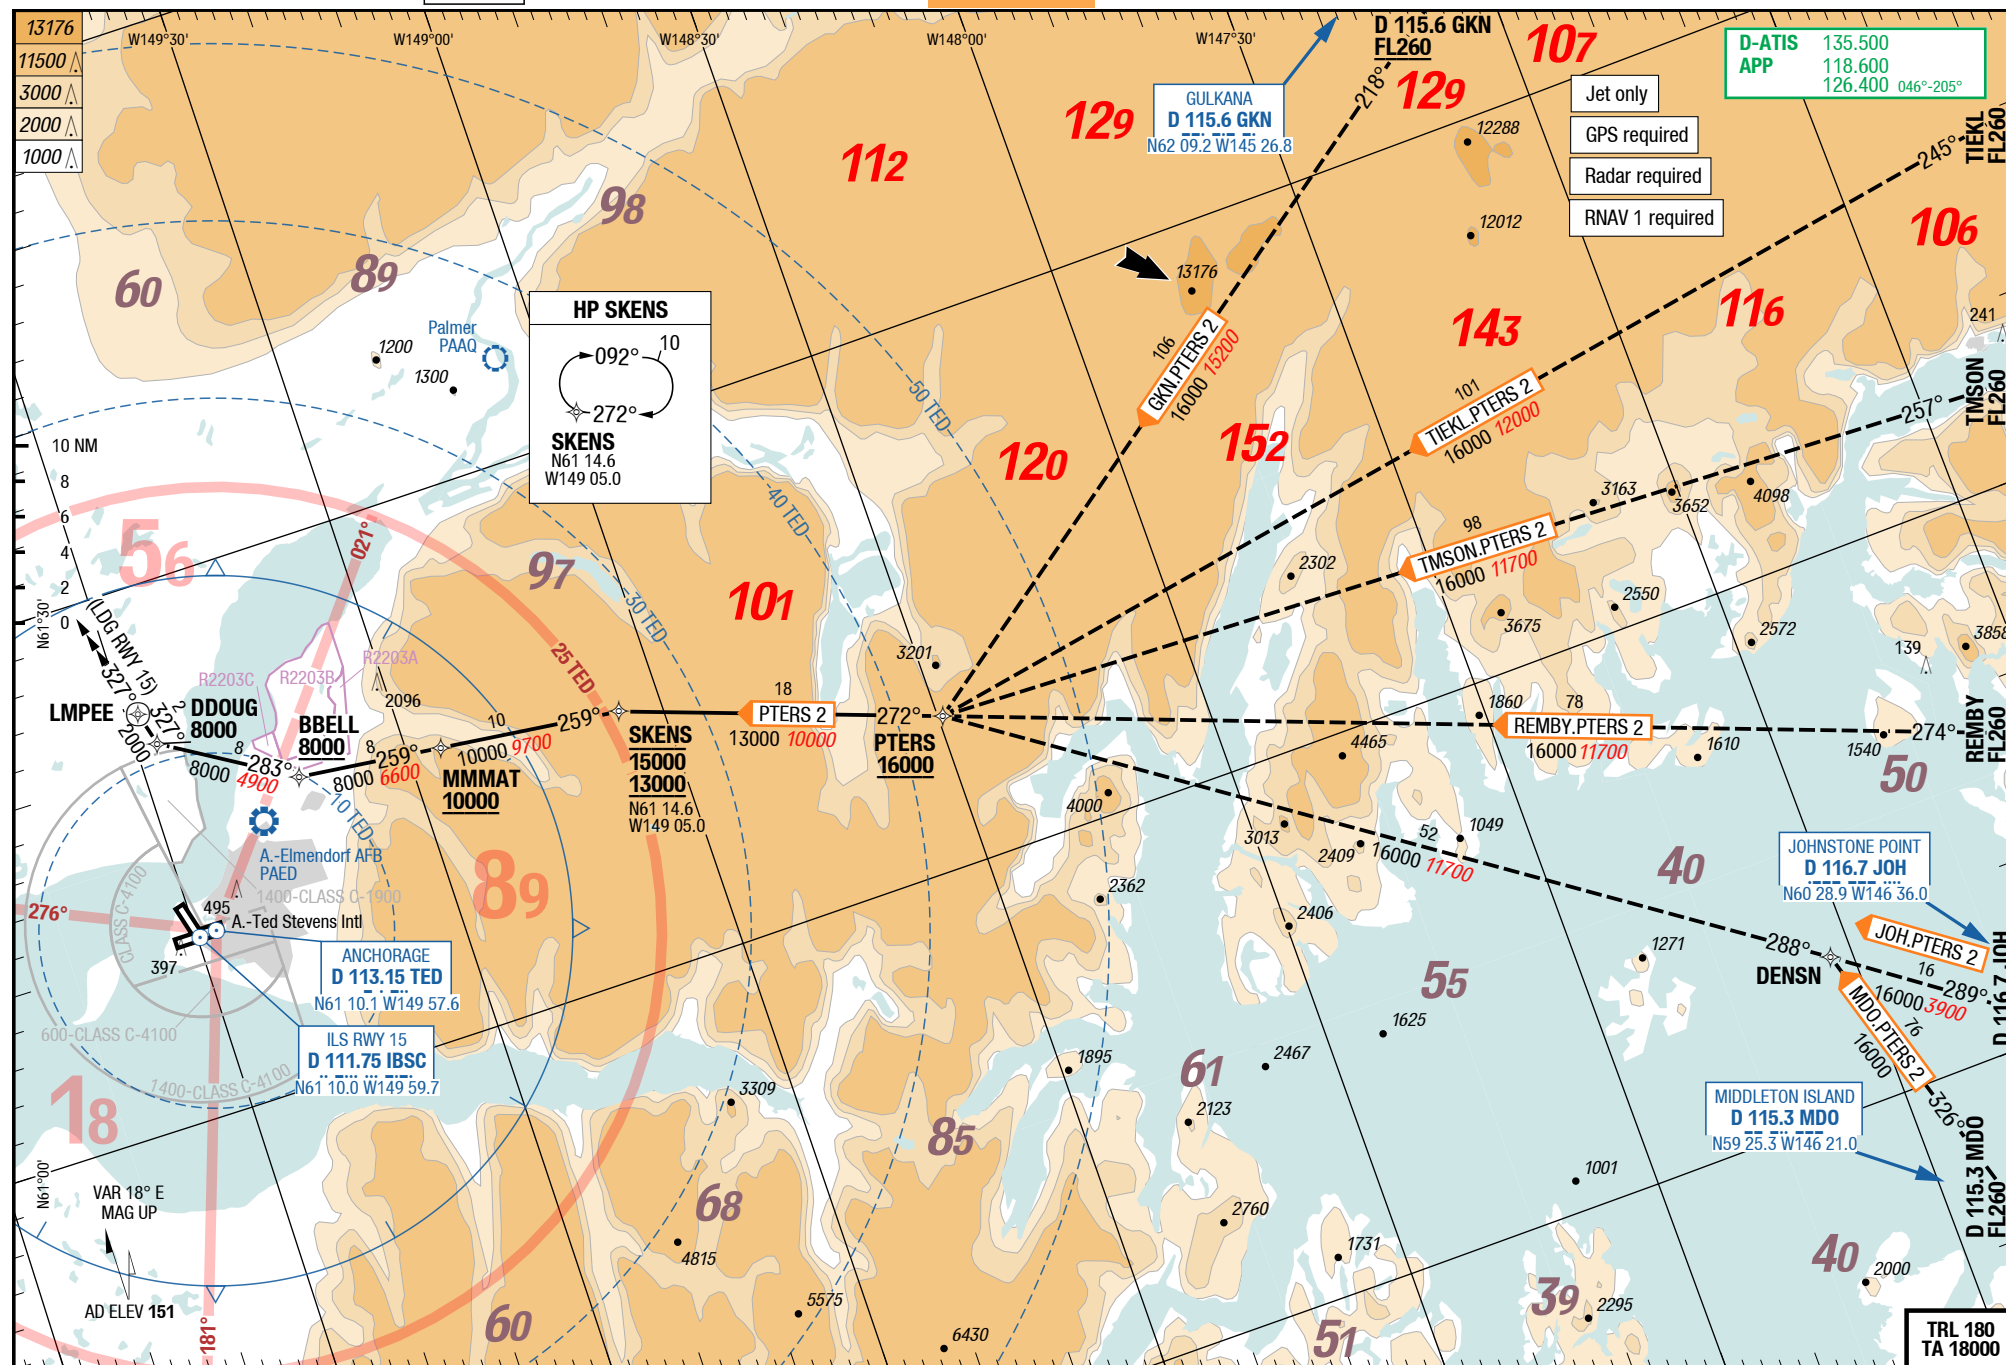 13176
11500
3000
2000
1000
W149°30'
W149°00'
W148°30'
W148°00'
W147°30'
D 115.6 GKN
FL260
218°
107
129
129
112
98
89
60
Jet only
GPS required
Radar required
RNAV 1 required
D-ATIS 135.500
APP 118.600
126.400 046°-205°
GULKANA
D 115.6 GKN
N62 09.2 W145 26.8
12288
12012
13176
245°
TIEKL
FL260
106
116
143
241
TMSON
FL260
257°
Palmer
PAAQ
1200
1300
HP SKENS
092°
10
272°
SKENS
N61 14.6
W149 05.0
50 TED
40 TED
30 TED
25 TED
10 TED
106
GKN.PTERS 2
16000 15200
101
TIEKL.PTERS 2
16000 12000
98
TMSON.PTERS 2
16000 11700
152
120
101
97
56
10 NM
8
6
4
2
0
N61°30'
021°
3163
3652
4098
2302
2550
3675
2572
3858
139
3201
(LDG RWY 15)
327°
2
327°
2000
LMPEE
DDOUG
8000
R2203C
R2203B
R2203A
2096
BBELL
8000
8
283°
8000 4900
8
259°
8000 6600
MMMAT
10000
10
259°
10000 9700
SKENS
15000
13000
N61 14.6
W149 05.0
18
PTERS 2
13000 10000
272°
PTERS
16000
1860
78
REMBY.PTERS 2
16000 11700
1610
1540
274°
REMBY
FL260
50
4465
4000
3013
2409
1049
52
16000 11700
40
2362
2406
JOHNSTONE POINT
D 116.7 JOH
N60 28.9 W146 36.0
A.-Elmendorf AFB
PAED
1400-CLASS C-1900
CLASS C-4100
89
276°
495
A.-Ted Stevens Intl
397
ANCHORAGE
D 113.15 TED
N61 10.1 W149 57.6
600-CLASS C-4100
1400-CLASS C-4100
ILS RWY 15
D 111.75 IBSC
N61 10.0 W149 59.7
18
1271
288°
DENSN
JOH.PTERS 2
16
289°
16000 3900
D 116.7 JOH
MDO.PTERS 2
76
16000
326°
D 115.3 MDO
FL260
55
1625
2467
1895
61
2123
3309
85
MIDDLETON ISLAND
D 115.3 MDO
N59 25.3 W146 21.0
1001
N61°00'
VAR 18° E
MAG UP
AD ELEV 151
181°
68
4815
2760
1731
40
2000
39
2295
60
5575
6430
51
TRL 180
TA 18000